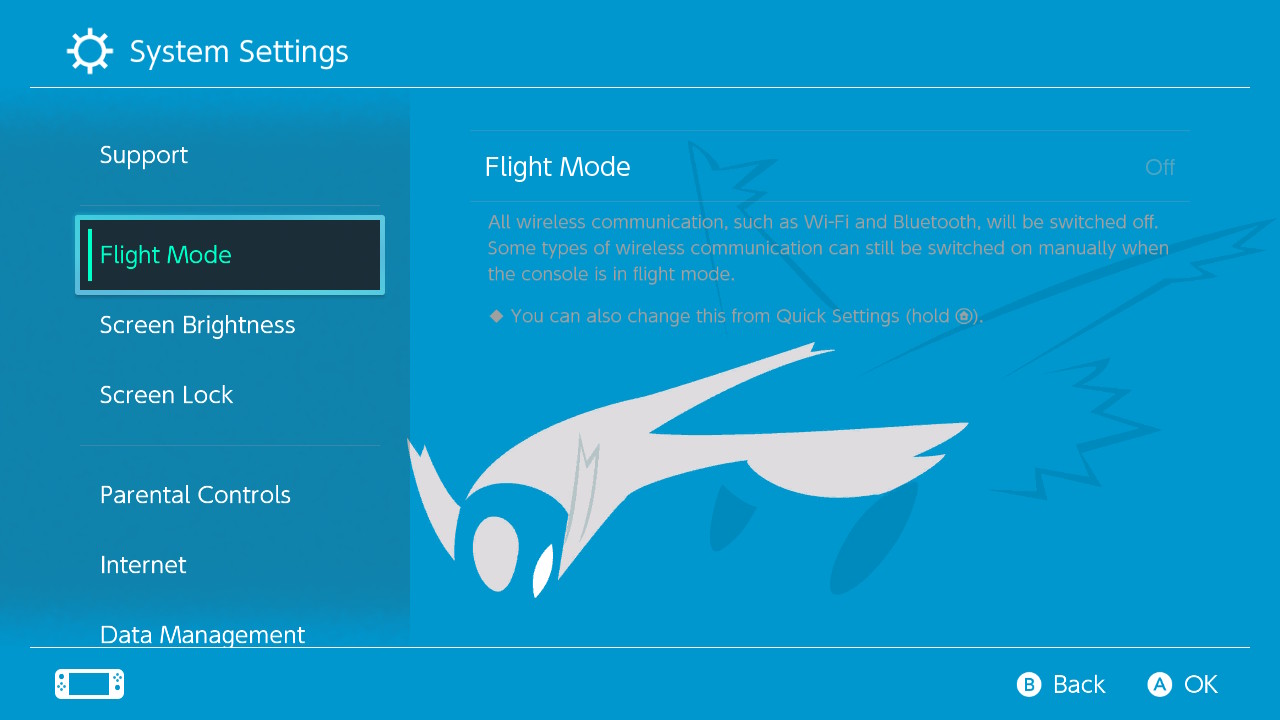 System Settings
Support
Flight Mode
Screen Brightness
Screen Lock
Parental Controls
Internet
Data Management
Flight Mode Off
All wireless communication, such as Wi-Fi and Bluetooth, will be switched off.
Some types of wireless communication can still be switched on manually when
the console is in flight mode.
◆ You can also change this from Quick Settings (hold ).
B Back A OK